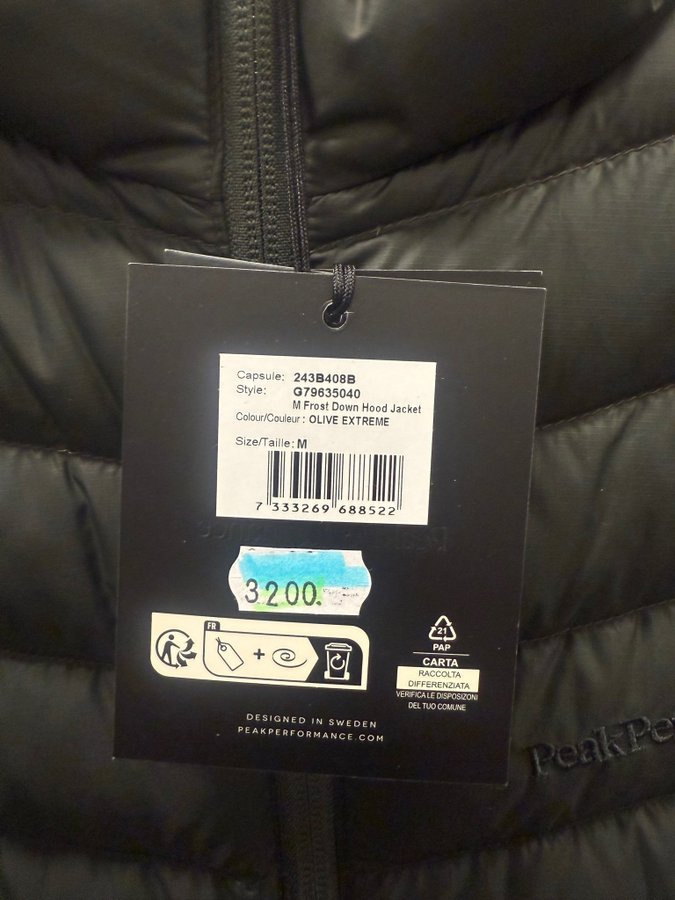 Capsule: 243B408B
Style: G79635040
M Frost Down Hood Jacket
Colour/Couleur : OLIVE EXTREME
Size/Taille: M
7 333269 688522
3200.
FR
+
21
PAP
CARTA
RACCOLTA
DIFFERENZIATA
VERIFICA LE DISPOSIZONI
DEL TUO COMUNE
DESIGNED IN SWEDEN
PEAKPERFORMANCE.COM
PeakPe